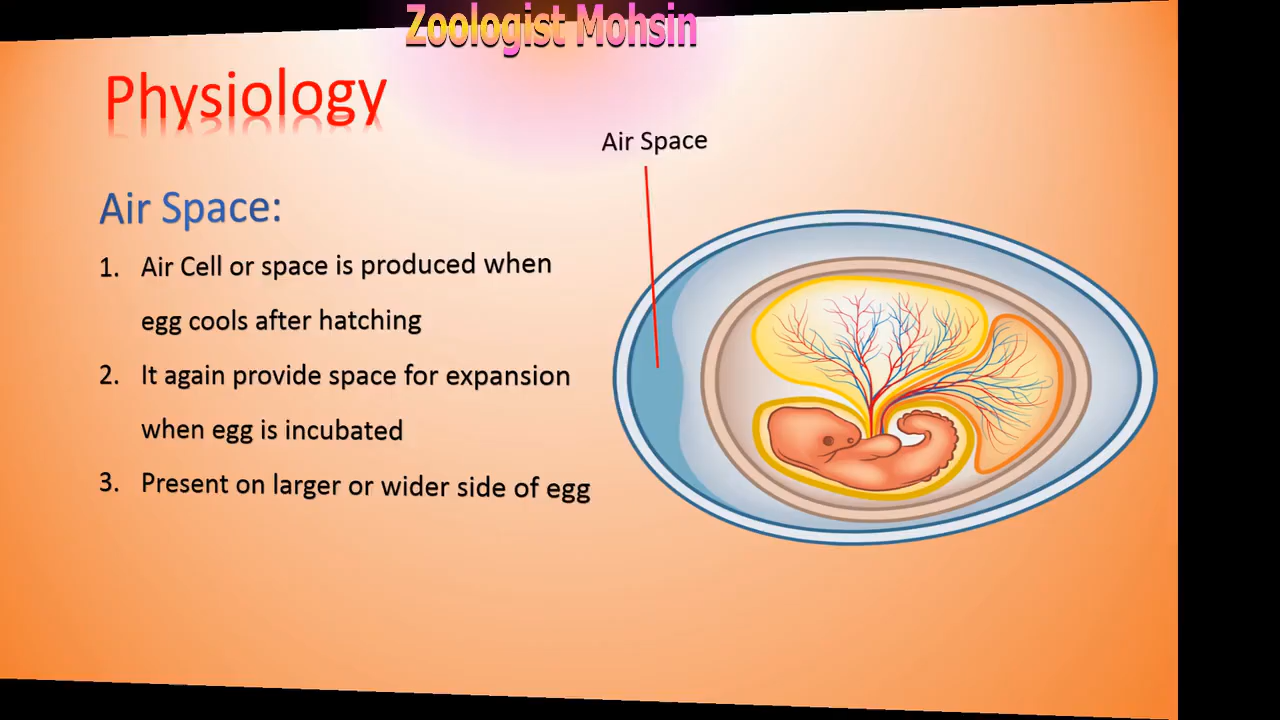 Zoologist Mohsin
Physiology
Air Space
Air Space:
1. Air Cell or space is produced when
egg cools after hatching
2. It again provide space for expansion
when egg is incubated
3. Present on larger or wider side of egg